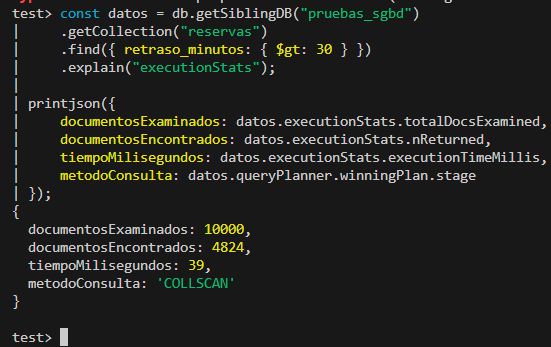 test> const datos = db.getSiblingDB("pruebas_sgbd")
|     .getCollection("reservas")
|     .find({ retraso_minutos: { $gt: 30 } })
|     .explain("executionStats");
|
| printjson({
|     documentosExaminados: datos.executionStats.totalDocsExamined,
|     documentosEncontrados: datos.executionStats.nReturned,
|     tiempoMilisegundos: datos.executionStats.executionTimeMillis,
|     metodoConsulta: datos.queryPlanner.winningPlan.stage
| });
{
  documentosExaminados: 10000,
  documentosEncontrados: 4824,
  tiempoMilisegundos: 39,
  metodoConsulta: 'COLLSCAN'
}
test>